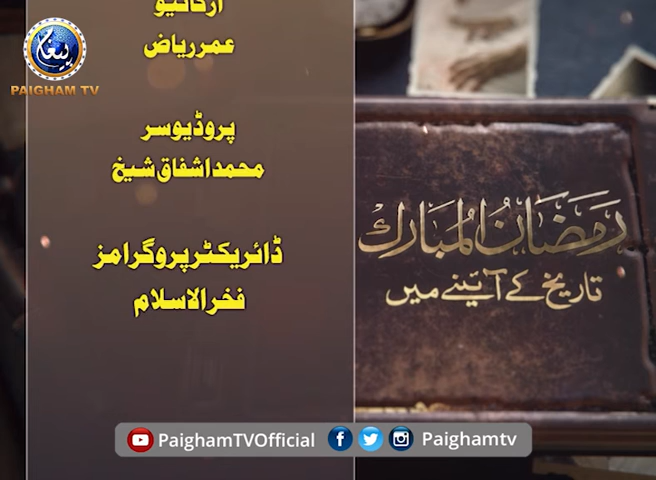 آرکائیو
عمر ریاض
پیغام
PAIGHAM TV
پروڈیوسر
محمد اشفاق شیخ
ڈائریکٹر پروگرامز
فخر الاسلام
رمضان المبارک
تاریخ کے آئینے میں
PaighamTVOfficial
Paighamtv